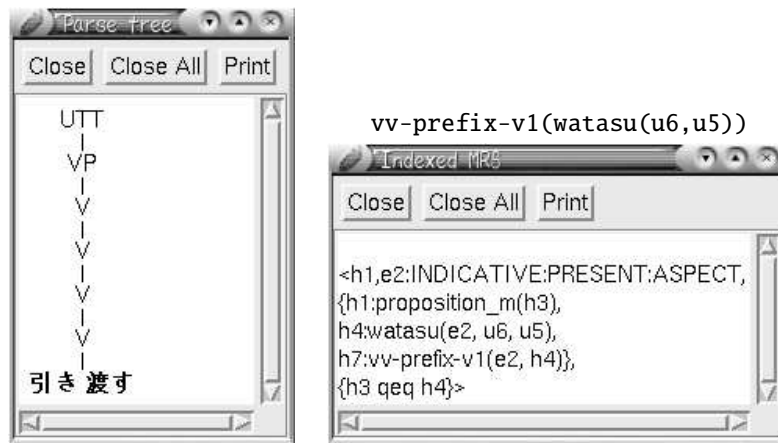 Parse tree
Close Close All Print
UTT
VP
V
V
V
V
引き 渡す
vv-prefix-v1(watasu(u6,u5))
Indexed MRS
Close Close All Print
<h1,e2:INDICATIVE:PRESENT:ASPECT,
{h1:proposition_m(h3),
h4:watasu(e2, u6, u5),
h7:vv-prefix-v1(e2, h4)},
{h3 qeq h4}>